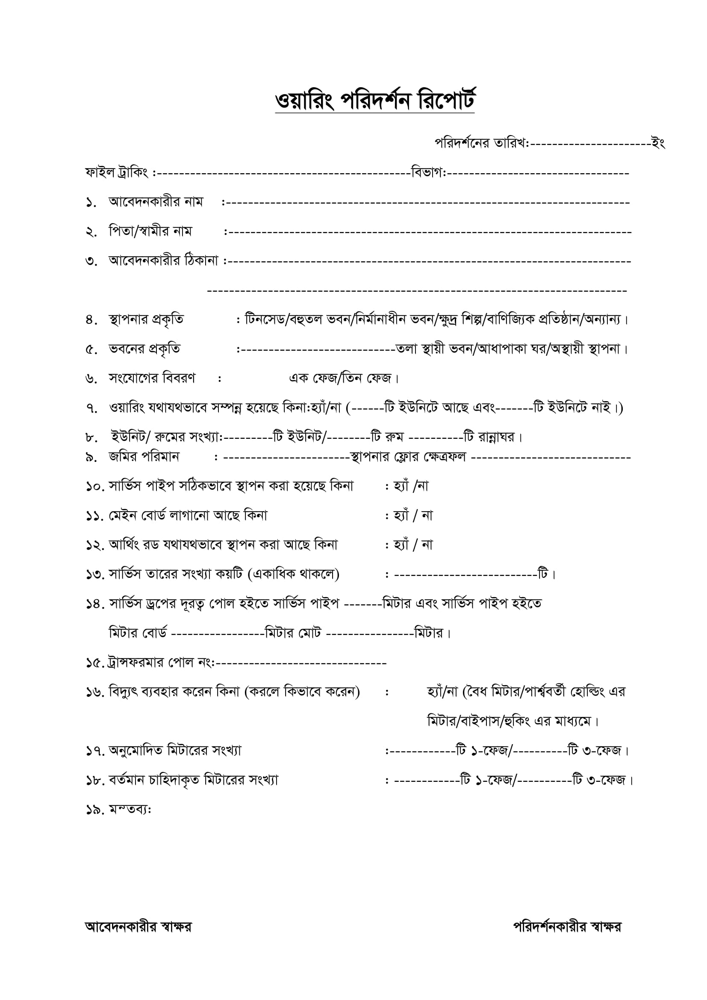 ওয়ারিং পরিদর্শন রিপোর্ট
পরিদর্শনের তারিখ:----------------------ইং
ফাইল ট্রাকিং :----------------------------------------------বিভাগ:---------------------------------
১. আবেদনকারীর নাম :-------------------------------------------------------------------------
২. পিতা/স্বামীর নাম :-------------------------------------------------------------------------
৩. আবেদনকারীর ঠিকানা :-------------------------------------------------------------------------
----------------------------------------------------------------------------
৪. স্থাপনার প্রকৃতি : টিনসেড/বহুতল ভবন/নির্মানাধীন ভবন/ক্ষুদ্র শিল্প/বাণিজ্যিক প্রতিষ্ঠান/অন্যান্য।
৫. ভবনের প্রকৃতি :----------------------------তলা স্থায়ী ভবন/আধাপাকা ঘর/অস্থায়ী স্থাপনা।
৬. সংযোগের বিবরণ : এক ফেজ/তিন ফেজ।
৭. ওয়ারিং যথাযথভাবে সম্পন্ন হয়েছে কিনা:হ্যাঁ/না (------টি ইউনিটে আছে এবং-------টি ইউনিটে নাই।)
৮. ইউনিট/ রুমের সংখ্যা:---------টি ইউনিট/--------টি রুম ----------টি রান্নাঘর।
৯. জমির পরিমান : -----------------------স্থাপনার ফ্লোর ক্ষেত্রফল -----------------------------
১০. সার্ভিস পাইপ সঠিকভাবে স্থাপন করা হয়েছে কিনা : হ্যাঁ /না
১১. মেইন বোর্ড লাগানো আছে কিনা : হ্যাঁ / না
১২. আর্থিং রড যথাযথভাবে স্থাপন করা আছে কিনা : হ্যাঁ / না
১৩. সার্ভিস তারের সংখ্যা কয়টি (একাধিক থাকলে) : --------------------------টি।
১৪. সার্ভিস ড্রপের দূরত্ব পোল হইতে সার্ভিস পাইপ -------মিটার এবং সার্ভিস পাইপ হইতে
মিটার বোর্ড -----------------মিটার মোট ----------------মিটার।
১৫. ট্রান্সফরমার পোল নং:-------------------------------
১৬. বিদ্যুৎ ব্যবহার করেন কিনা (করলে কিভাবে করেন) : হ্যাঁ/না (বৈধ মিটার/পার্শ্ববর্তী হোল্ডিং এর
মিটার/বাইপাস/হুকিং এর মাধ্যমে।
১৭. অনুমোদিত মিটারের সংখ্যা :------------টি ১-ফেজ/----------টি ৩-ফেজ।
১৮. বর্তমান চাহিদাকৃত মিটারের সংখ্যা : ------------টি ১-ফেজ/----------টি ৩-ফেজ।
১৯. মন্তব্য:
আবেদনকারীর স্বাক্ষর পরিদর্শনকারীর স্বাক্ষর